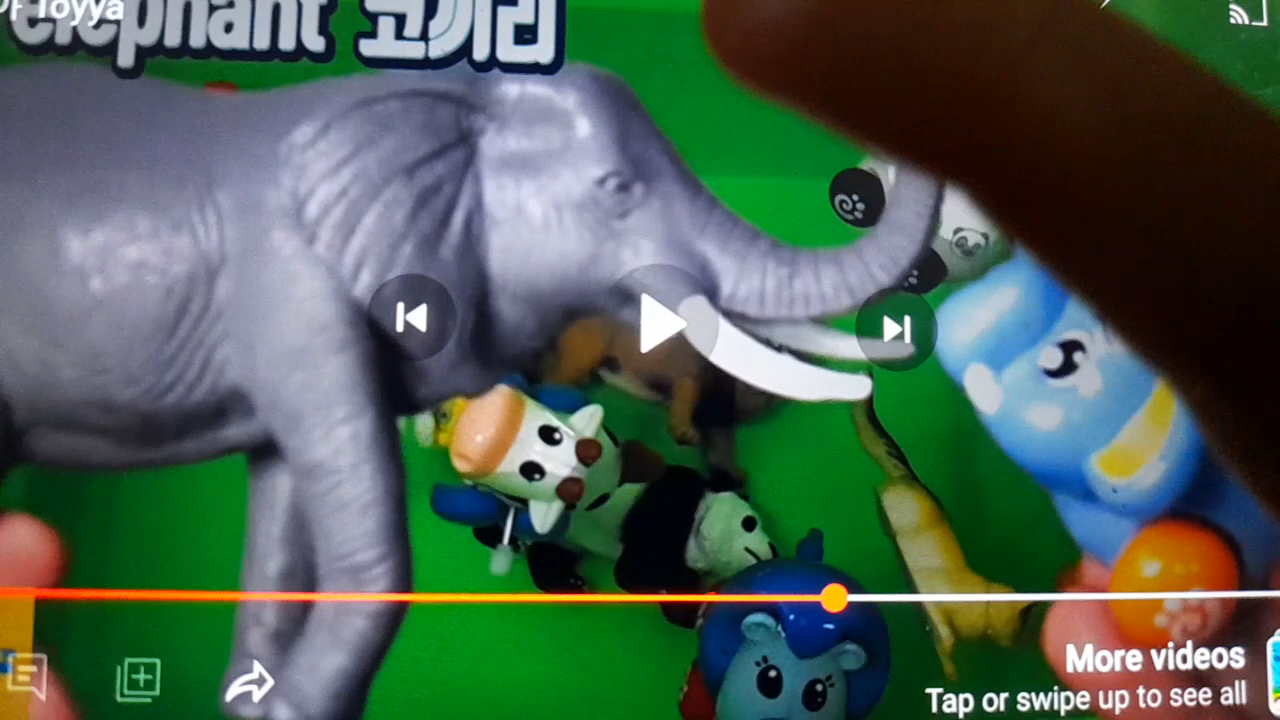 Toyya
elephant 코끼리
More videos
Tap or swipe up to see all